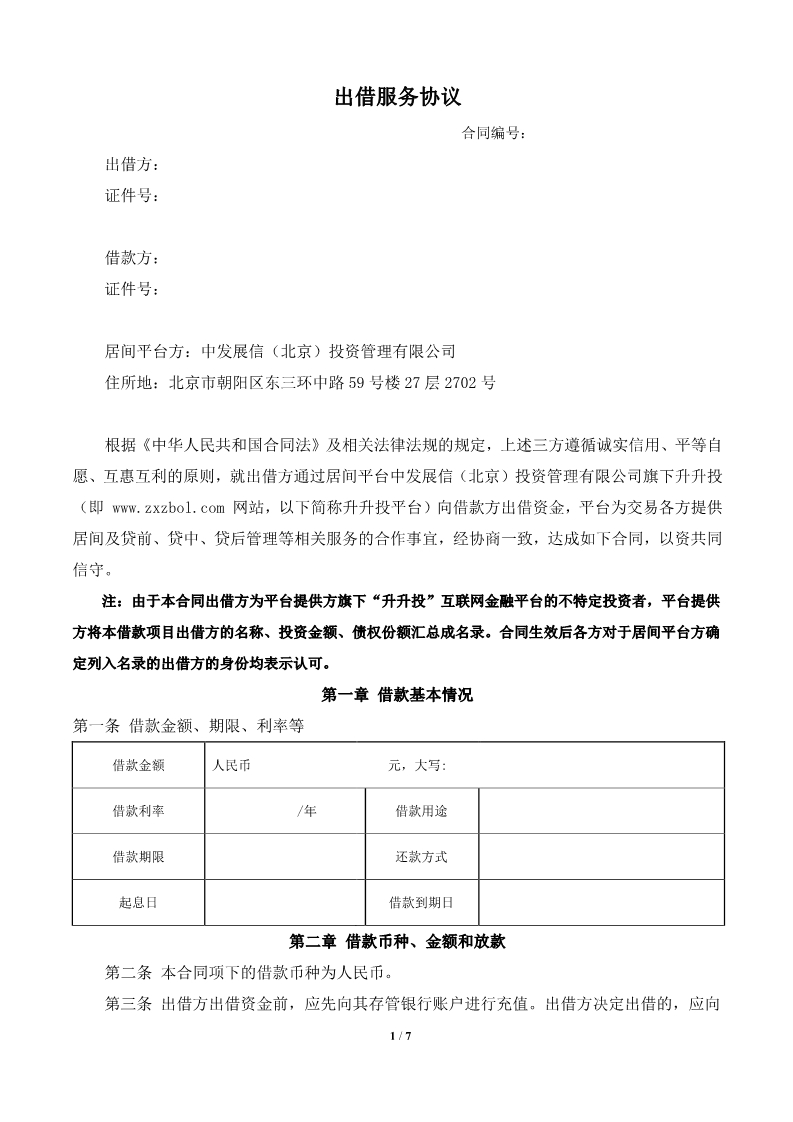 出借服务协议
合同编号：
出借方：
证件号：
借款方：
证件号：
居间平台方：中发展信（北京）投资管理有限公司
住所地：北京市朝阳区东三环中路 59 号楼 27 层 2702 号
根据《中华人民共和国合同法》及相关法律法规的规定，上述三方遵循诚实信用、平等自
愿、互惠互利的原则，就出借方通过居间平台中发展信（北京）投资管理有限公司旗下升升投
（即 www.zxzbol.com 网站，以下简称升升投平台）向借款方出借资金，平台为交易各方提供
居间及贷前、贷中、贷后管理等相关服务的合作事宜，经协商一致，达成如下合同，以资共同
信守。
注：由于本合同出借方为平台提供方旗下“升升投”互联网金融平台的不特定投资者，平台提供
方将本借款项目出借方的名称、投资金额、债权份额汇总成名录。合同生效后各方对于居间平台方确
定列入名录的出借方的身份均表示认可。
第一章 借款基本情况
第一条 借款金额、期限、利率等
借款金额 人民币 元，大写:
借款利率 /年 借款用途
借款期限 还款方式
起息日 借款到期日
第二章 借款币种、金额和放款
第二条 本合同项下的借款币种为人民币。
第三条 出借方出借资金前，应先向其存管银行账户进行充值。出借方决定出借的，应向
1 / 7